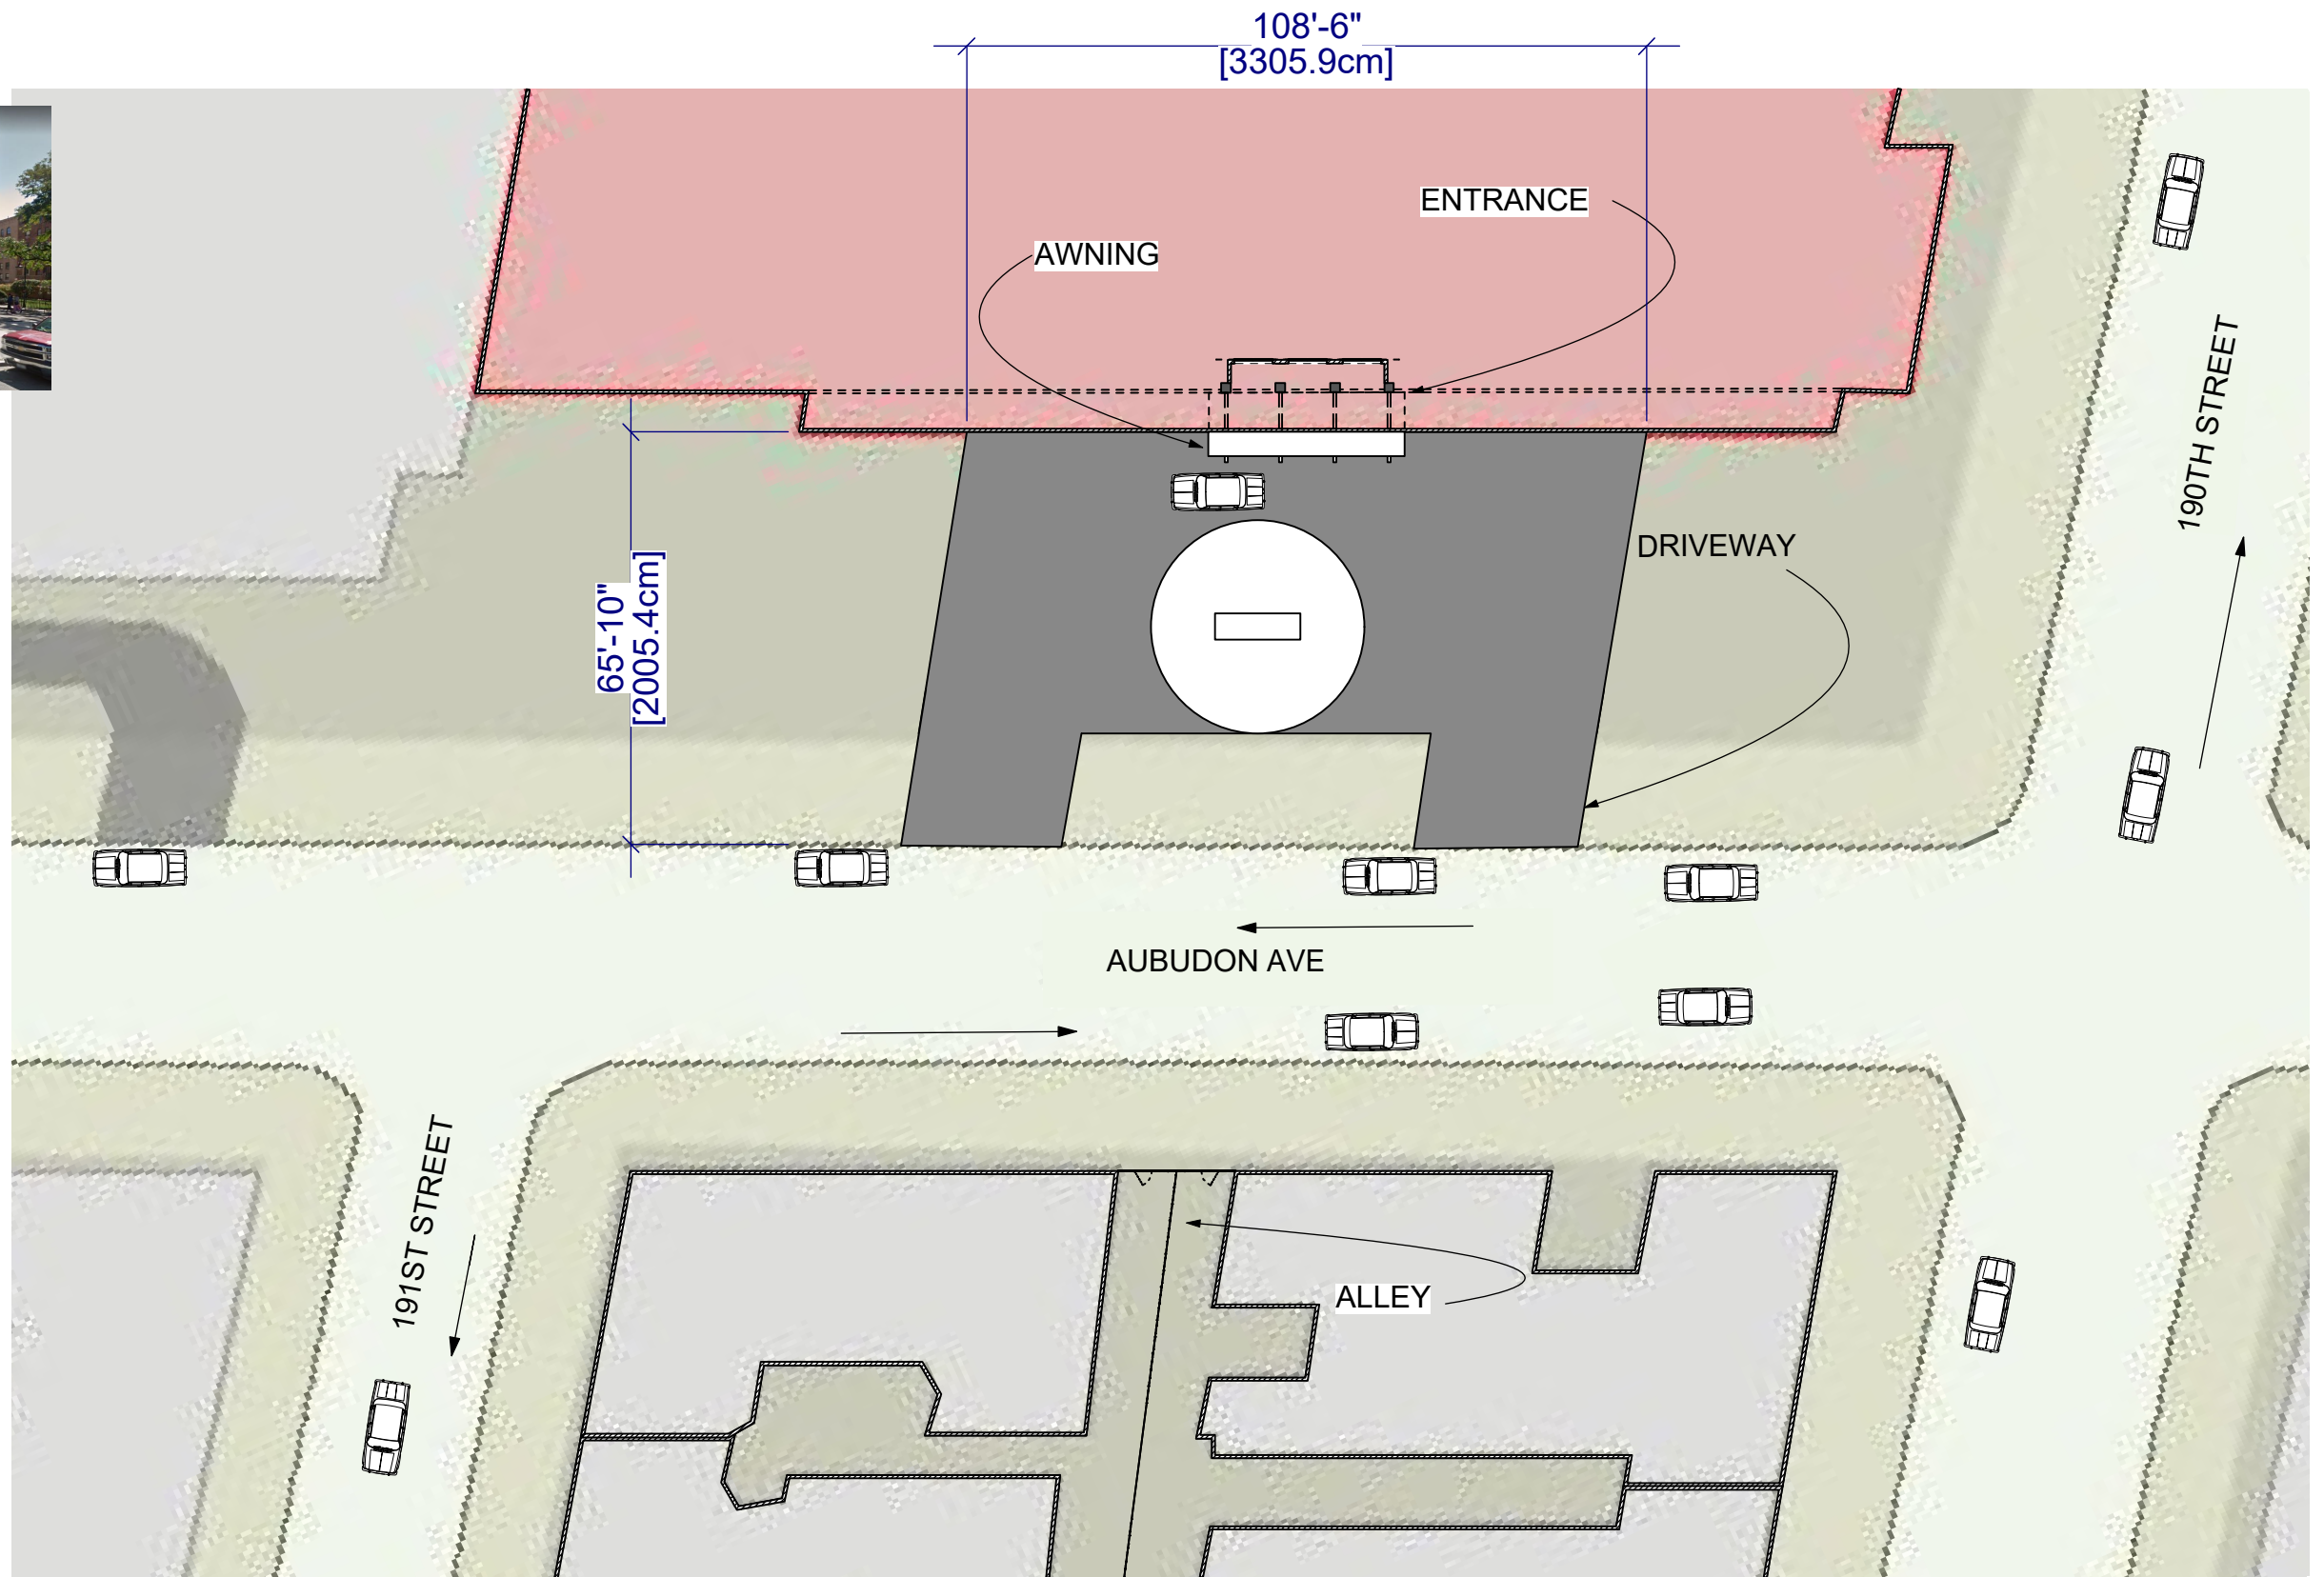 108'-6"
[3305.9cm]
ENTRANCE
AWNING
190TH STREET
DRIVEWAY
65'-10"
[2005.4cm]
AUBUDON AVE
191ST STREET
ALLEY